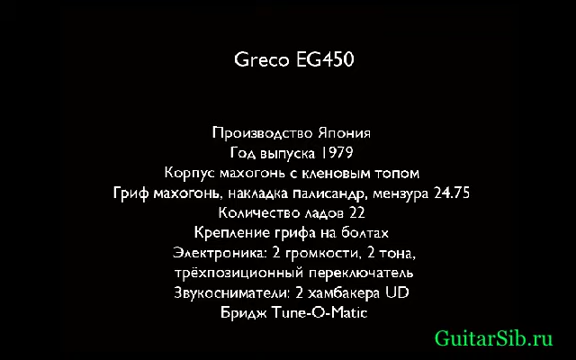 Greco EG450
Производство Япония
Год выпуска 1979
Корпус махогонь с кленовым топом
Гриф махогонь, накладка палисандр, мензура 24.75
Количество ладов 22
Крепление грифа на болтах
Электроника: 2 громкости, 2 тона,
трёхпозиционный переключатель
Звукосниматели: 2 хамбакера UD
Бридж Tune-O-Matic
GuitarSib.ru